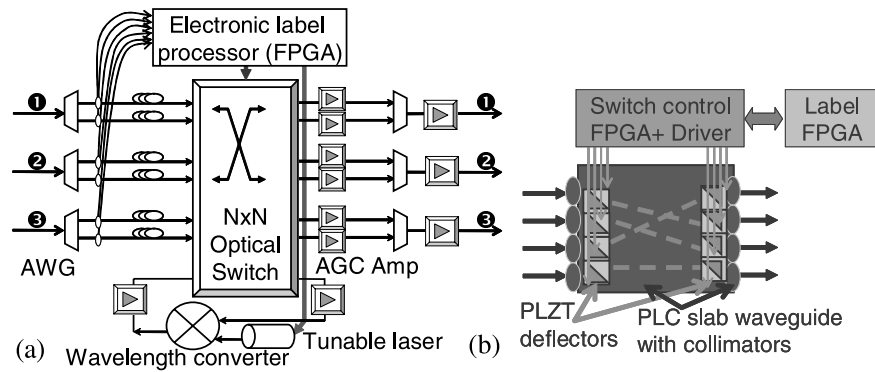 Electronic label
processor (FPGA)
❶
❶
❷
❷
❸
❸
NxN
Optical
Switch
AWG
AGC Amp
Tunable laser
Wavelength converter
(a)
Switch control
FPGA+ Driver
Label
FPGA
PLZT
deflectors
PLC slab waveguide
with collimators
(b)